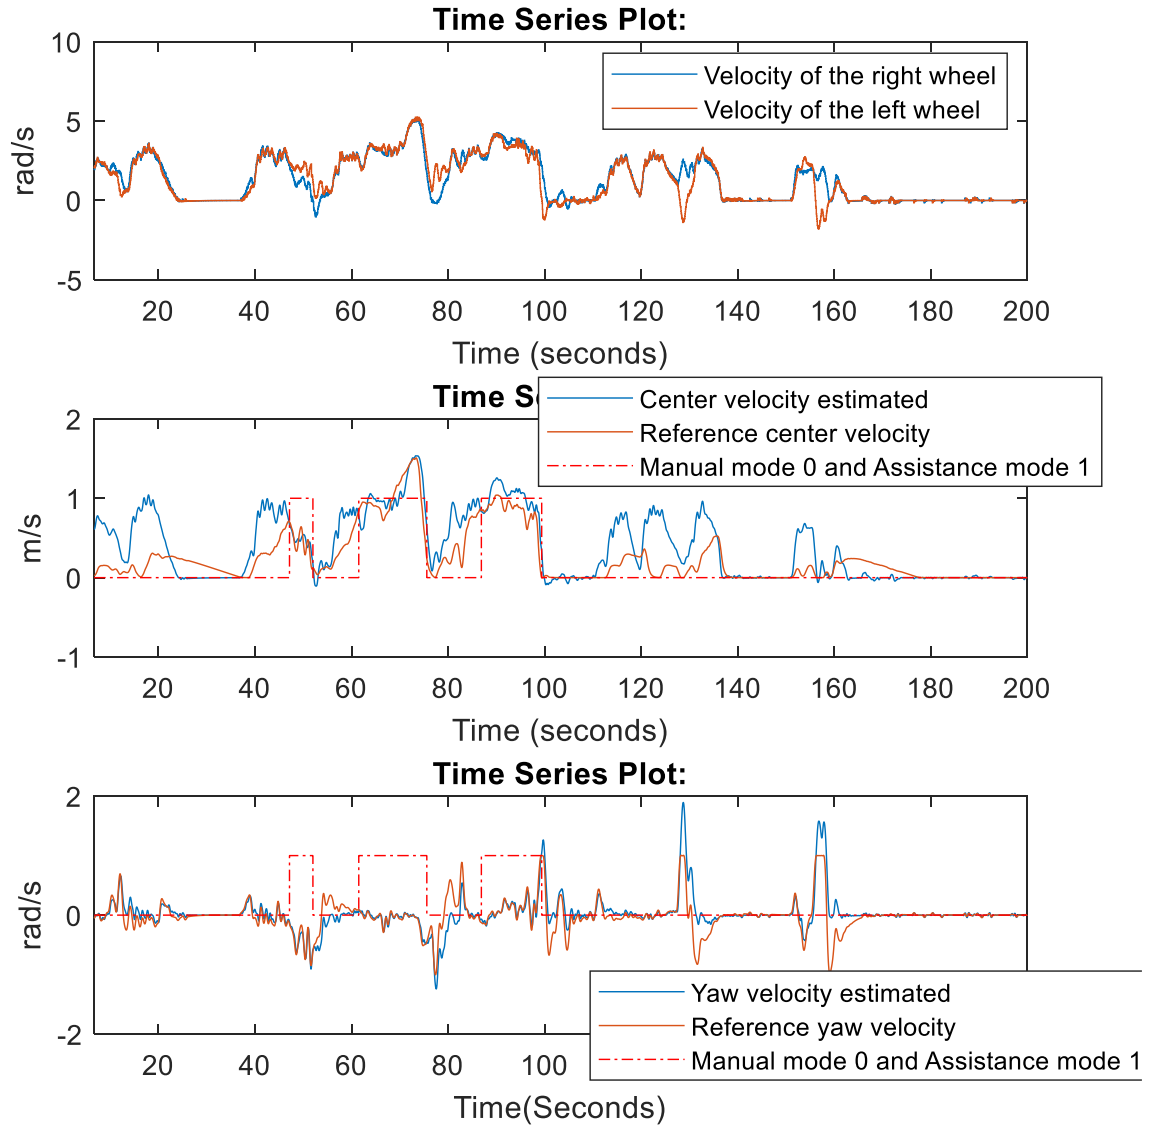 Time Series Plot:
10
5
0
-5
rad/s
Velocity of the right wheel
Velocity of the left wheel
20 40 60 80 100 120 140 160 180 200
Time (seconds)
Time S
2
1
0
-1
m/s
Center velocity estimated
Reference center velocity
Manual mode 0 and Assistance mode 1
20 40 60 80 100 120 140 160 180 200
Time (seconds)
Time Series Plot:
2
0
-2
rad/s
Yaw velocity estimated
Reference yaw velocity
Manual mode 0 and Assistance mode 1
20 40 60 80 100
Time(Seconds)